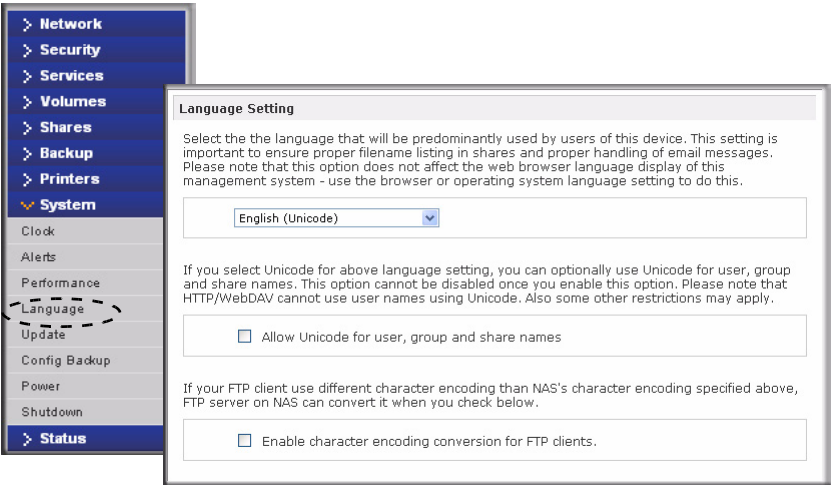 Network
Security
Services
Volumes
Shares
Backup
Printers
System
Clock
Alerts
Performance
Language
Update
Config Backup
Power
Shutdown
Status
Language Setting
Select the the language that will be predominantly used by users of this device. This setting is
important to ensure proper filename listing in shares and proper handling of email messages.
Please note that this option does not affect the web browser language display of this
management system - use the browser or operating system language setting to do this.
English (Unicode)
If you select Unicode for above language setting, you can optionally use Unicode for user, group
and share names. This option cannot be disabled once you enable this option. Please note that
HTTP/WebDAV cannot use user names using Unicode. Also some other restrictions may apply.
Allow Unicode for user, group and share names
If your FTP client use different character encoding than NAS's character encoding specified above,
FTP server on NAS can convert it when you check below.
Enable character encoding conversion for FTP clients.